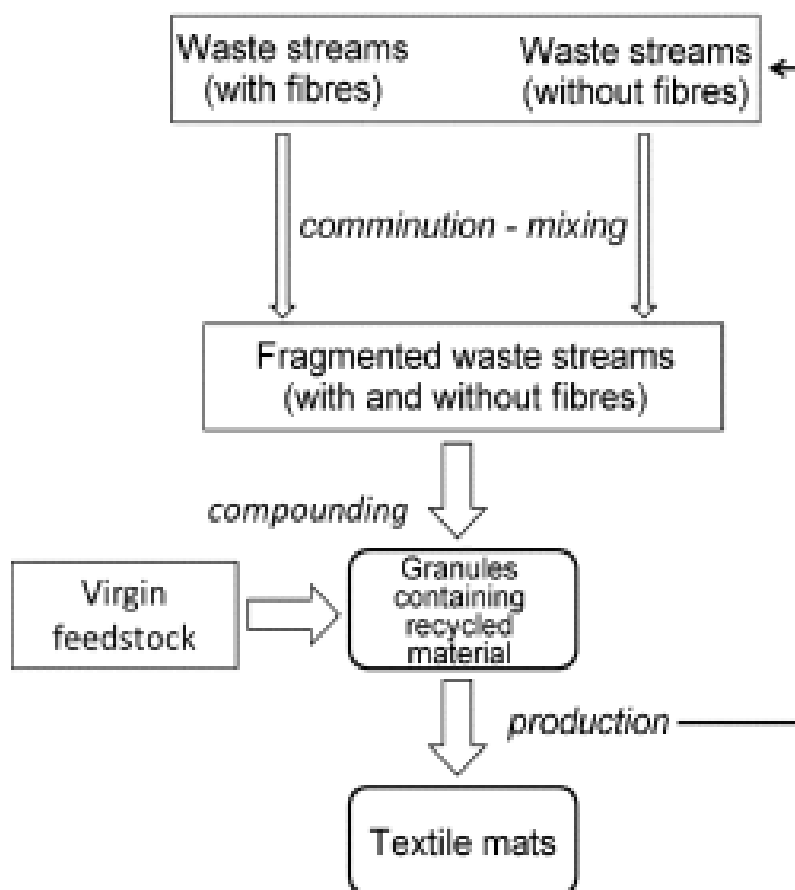 Waste streams
(with fibres)
Waste streams
(without fibres)
comminution - mixing
Fragmented waste streams
(with and without fibres)
compounding
Virgin
feedstock
Granules
containing
recycled
material
production
Textile mats